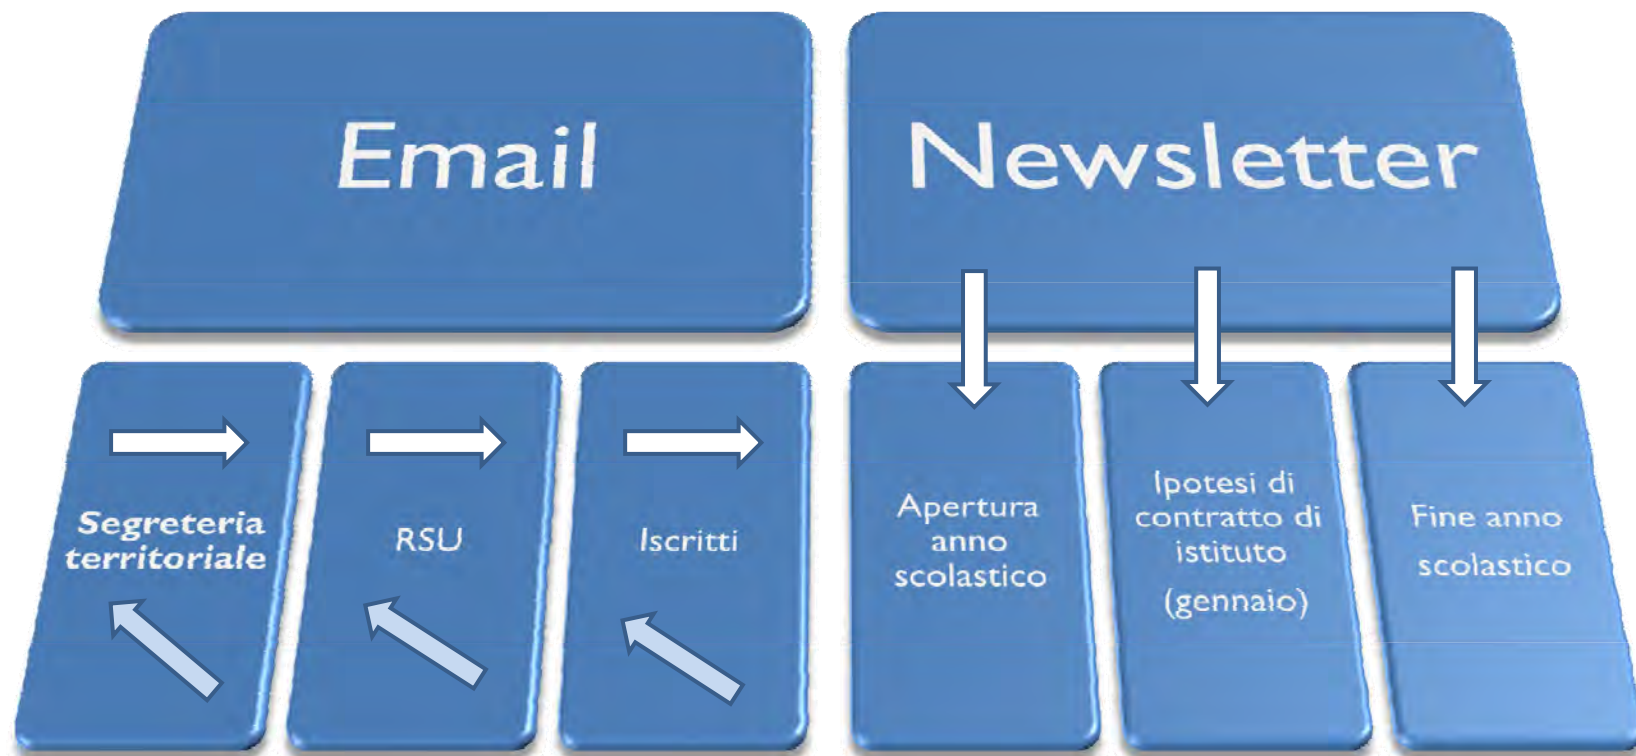 Email
Newsletter
Segreteria
territoriale
RSU
Iscritti
Apertura
anno
scolastico
Ipotesi di
contratto di
istituto
(gennaio)
Fine anno
scolastico